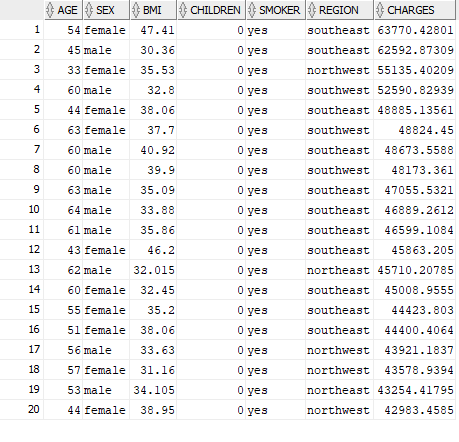 AGE SEX BMI CHILDREN SMOKER REGION CHARGES
1 54 female 47.41 0 yes southeast 63770.42801
2 45 male 30.36 0 yes southeast 62592.87309
3 33 female 35.53 0 yes northwest 55135.40209
4 60 male 32.8 0 yes southwest 52590.82939
5 44 female 38.06 0 yes southeast 48885.13561
6 63 female 37.7 0 yes southwest 48824.45
7 60 male 40.92 0 yes southeast 48673.5588
8 60 male 39.9 0 yes southwest 48173.361
9 63 male 35.09 0 yes southeast 47055.5321
10 64 male 33.88 0 yes southeast 46889.2612
11 61 male 35.86 0 yes southeast 46599.1084
12 43 female 46.2 0 yes southeast 45863.205
13 62 male 32.015 0 yes northeast 45710.20785
14 60 female 32.45 0 yes southeast 45008.9555
15 55 female 35.2 0 yes southeast 44423.803
16 51 female 38.06 0 yes southeast 44400.4064
17 56 male 33.63 0 yes northwest 43921.1837
18 57 female 31.16 0 yes northwest 43578.9394
19 53 male 34.105 0 yes northeast 43254.41795
20 44 female 38.95 0 yes northwest 42983.4585